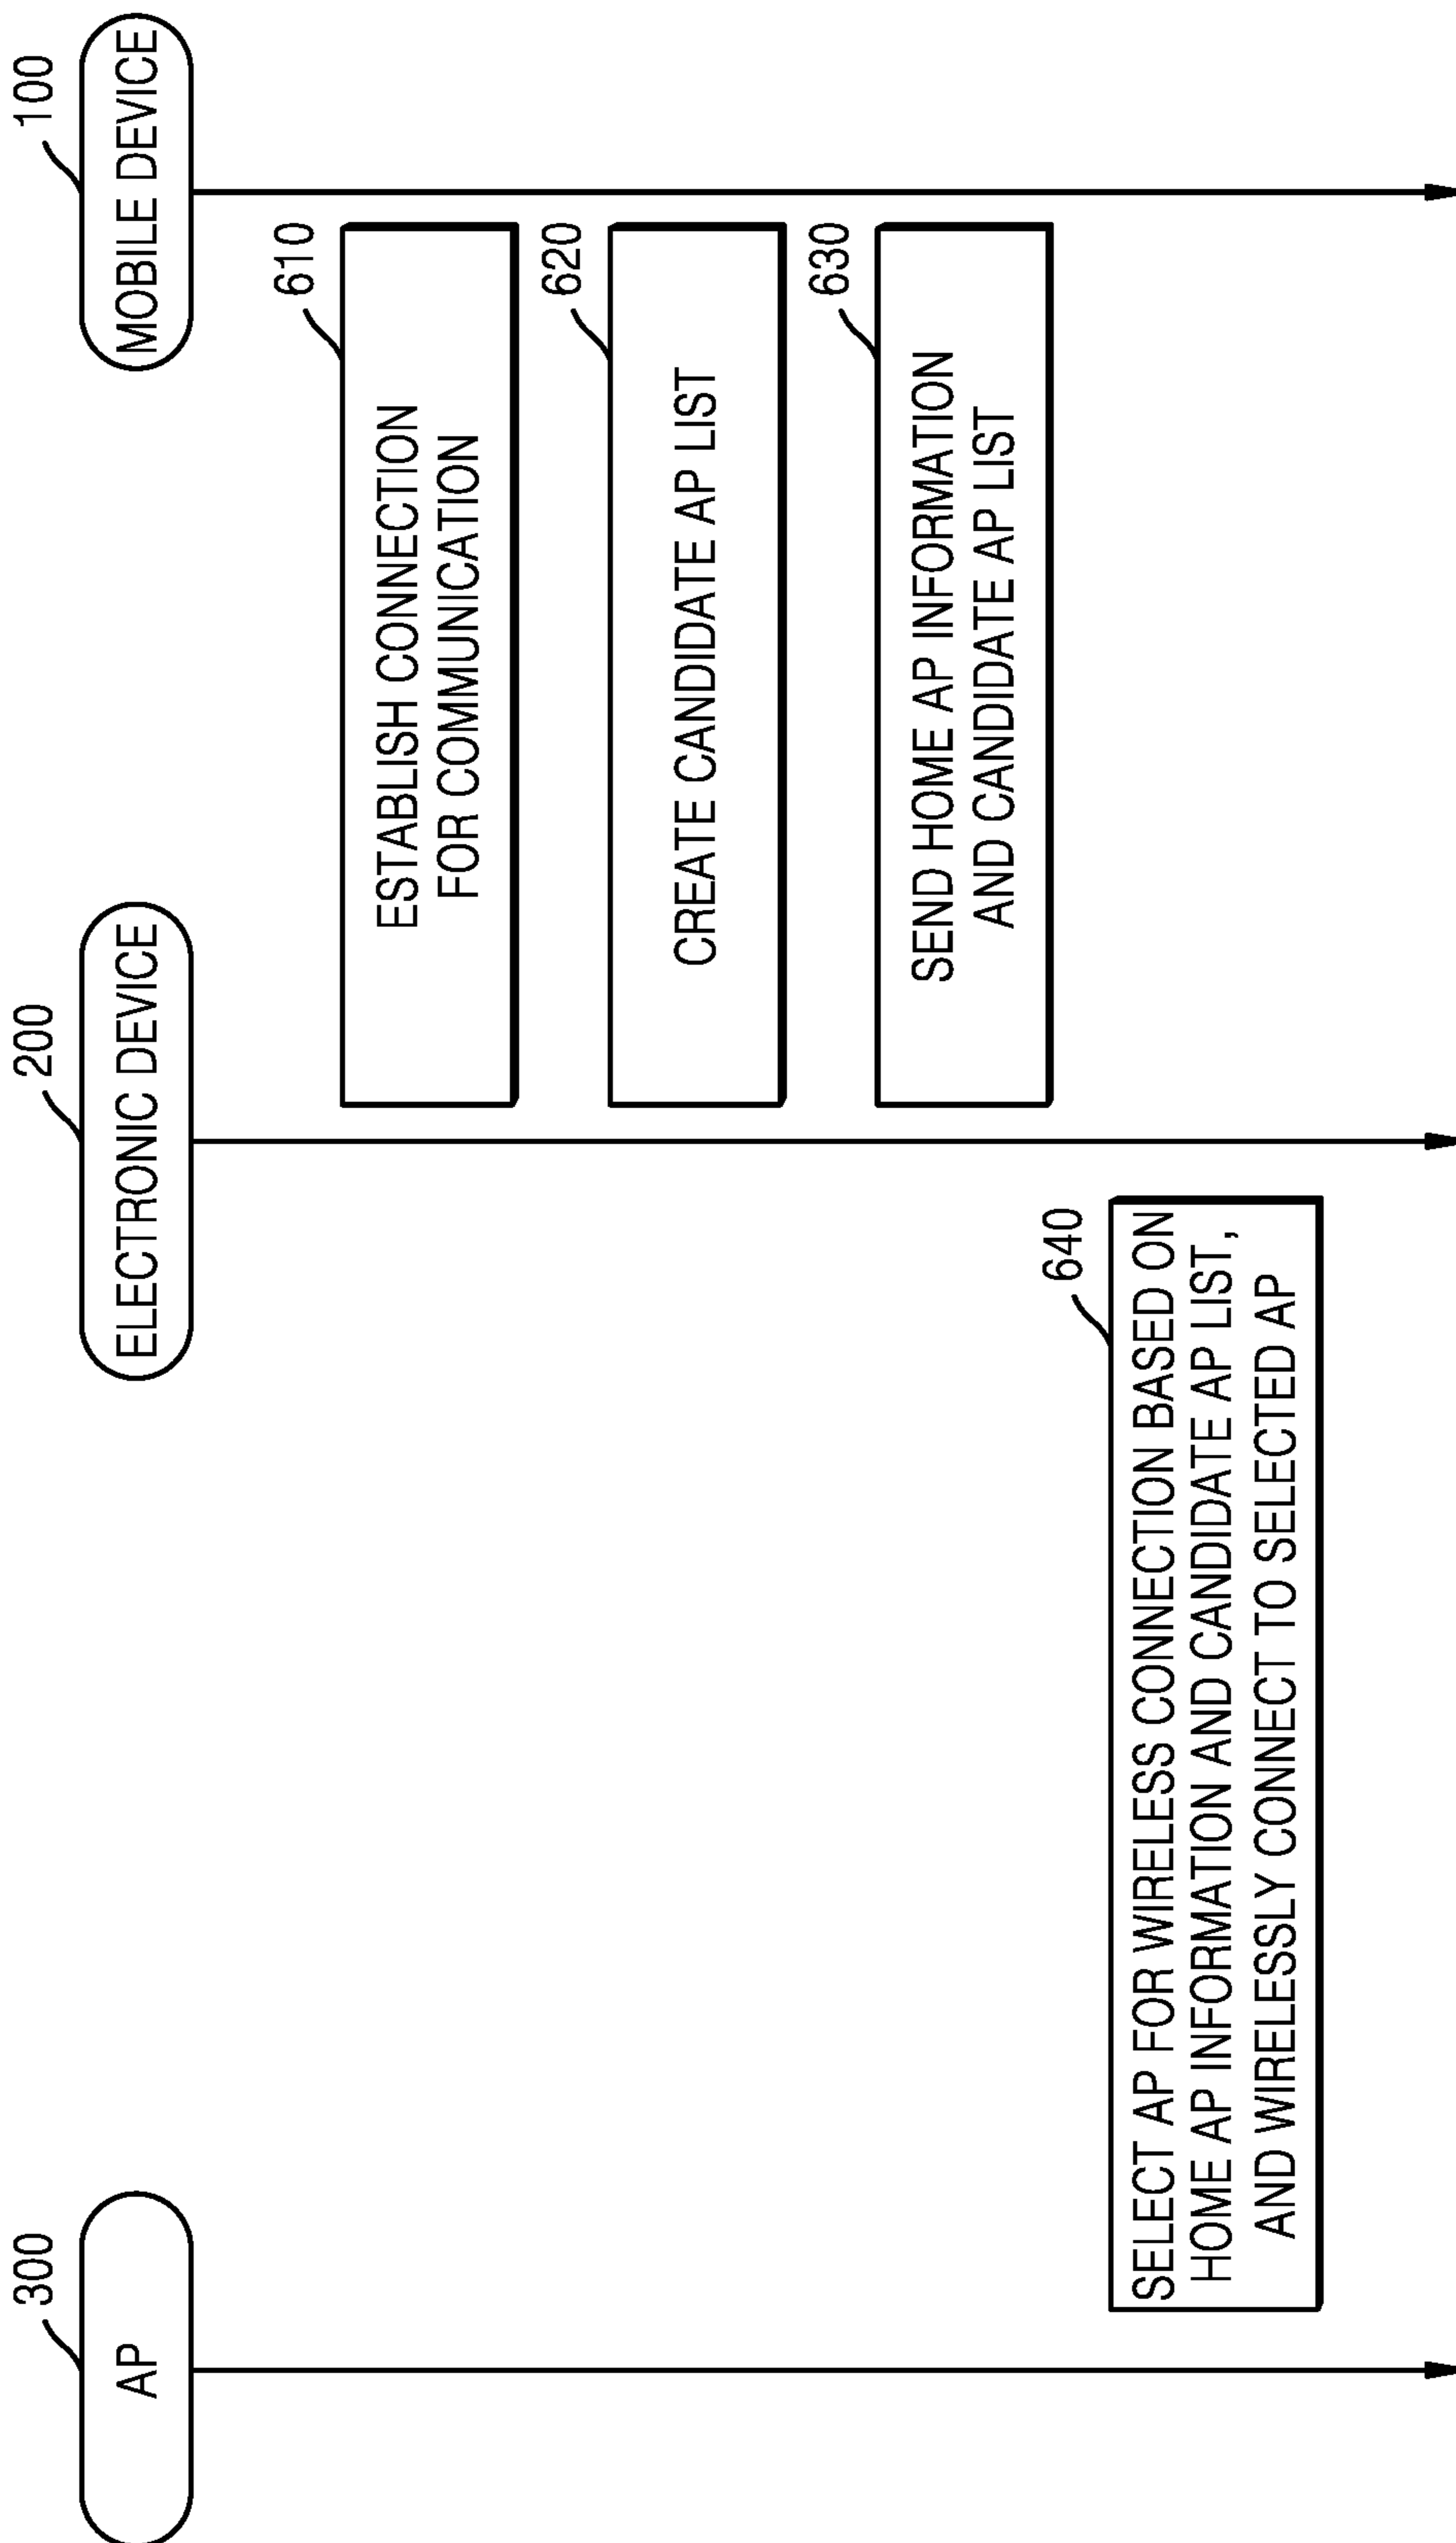 300
AP
200
ELECTRONIC DEVICE
100
MOBILE DEVICE
610
ESTABLISH CONNECTION
FOR COMMUNICATION
620
CREATE CANDIDATE AP LIST
630
SEND HOME AP INFORMATION
AND CANDIDATE AP LIST
640
SELECT AP FOR WIRELESS CONNECTION BASED ON
HOME AP INFORMATION AND CANDIDATE AP LIST,
AND WIRELESSLY CONNECT TO SELECTED AP